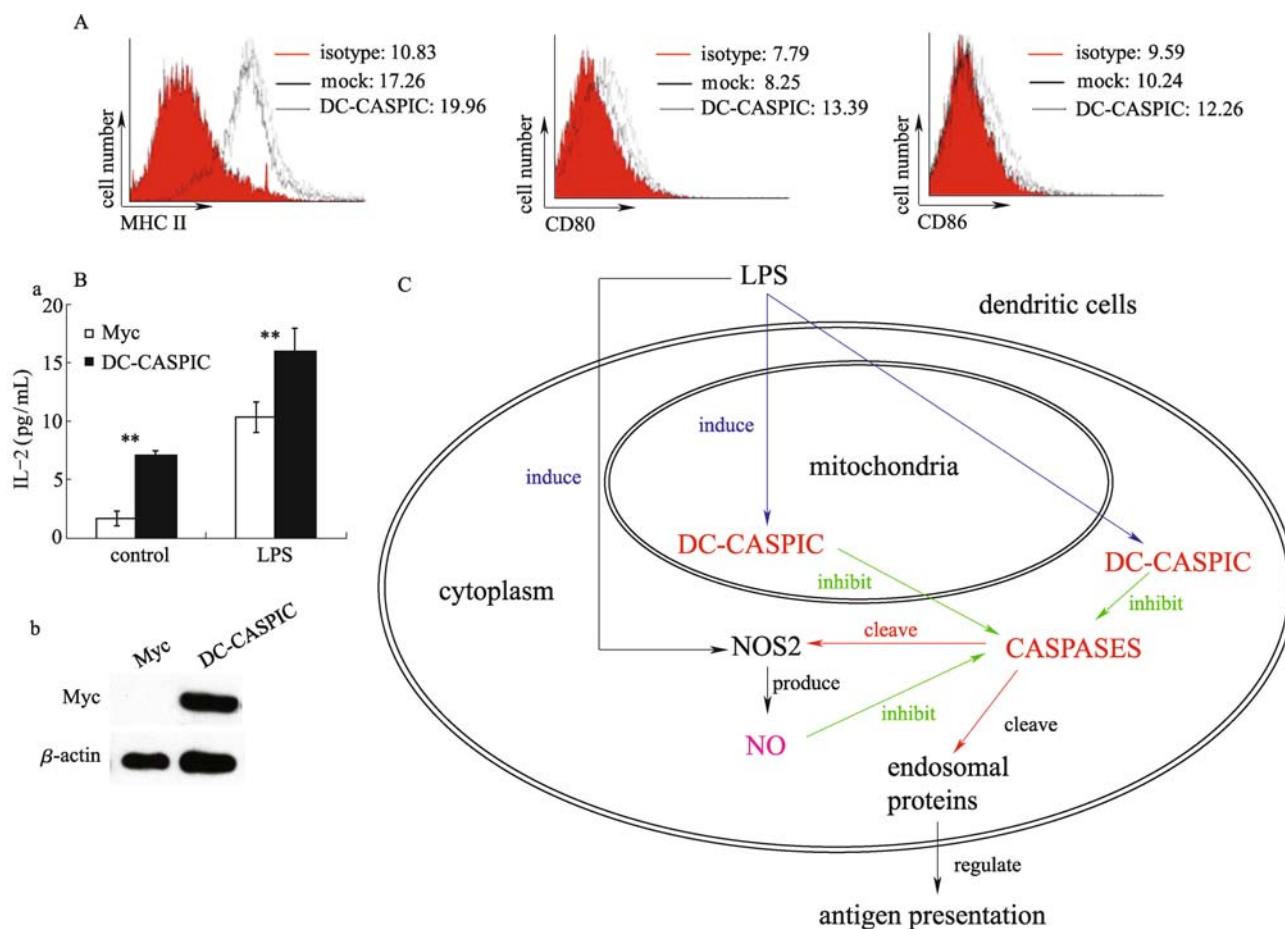 A
isotype: 10.83
mock: 17.26
DC-CASPIC: 19.96
cell number
MHC II
isotype: 7.79
mock: 8.25
DC-CASPIC: 13.39
cell number
CD80
isotype: 9.59
mock: 10.24
DC-CASPIC: 12.26
cell number
CD86
B
a
20
15
10
5
0
IL-2 (pg/mL)
Myc
DC-CASPIC
**
**
control
LPS
b
Myc
DC-CASPIC
Myc
β-actin
C
LPS
dendritic cells
induce
induce
mitochondria
DC-CASPIC
DC-CASPIC
inhibit
inhibit
cytoplasm
cleave
NOS2
CASPASES
produce
inhibit
cleave
NO
endosomal
proteins
regulate
antigen presentation